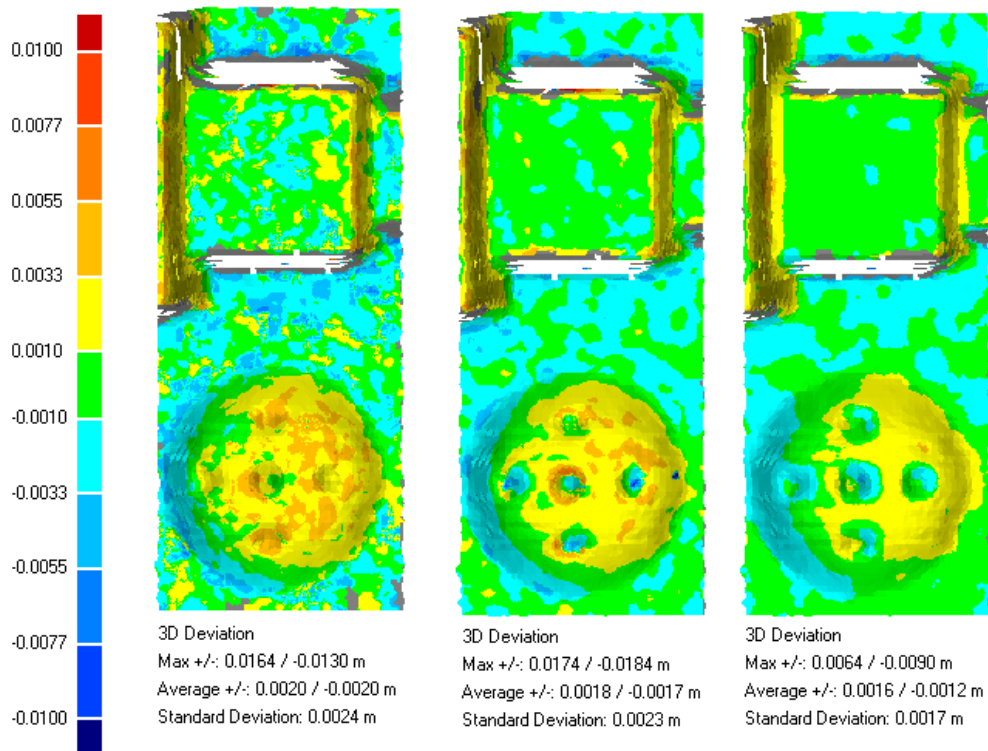 0.0100
0.0077
0.0055
0.0033
0.0010
-0.0010
-0.0033
-0.0055
-0.0077
-0.0100
3D Deviation
Max +/-: 0.0164 / -0.0130 m
Average +/-: 0.0020 / -0.0020 m
Standard Deviation: 0.0024 m
3D Deviation
Max +/-: 0.0174 / -0.0184 m
Average +/-: 0.0018 / -0.0017 m
Standard Deviation: 0.0023 m
3D Deviation
Max +/-: 0.0064 / -0.0090 m
Average +/-: 0.0016 / -0.0012 m
Standard Deviation: 0.0017 m